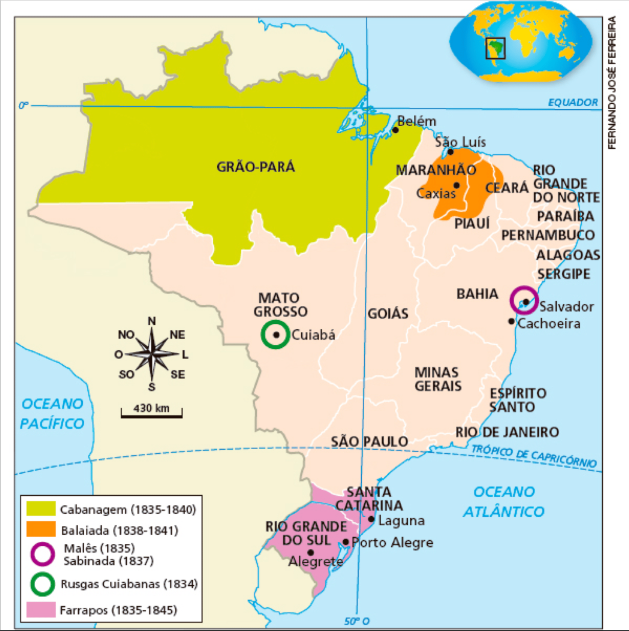 FERNANDO JOSÉ FERREIRA
EQUADOR
0°
Belém
São Luís
GRÃO-PARÁ
MARANHÃO
Caxias
CEARÁ
RIO
GRANDE
DO NORTE
PIAUÍ
PARAÍBA
PERNAMBUCO
ALAGOAS
SERGIPE
BAHIA
Salvador
Cachoeira
MATO
GROSSO
Cuiabá
GOIÁS
N
NO
NE
O
L
SO
SE
S
430 km
MINAS
GERAIS
ESPÍRITO
SANTO
OCEANO
PACÍFICO
RIO DE JANEIRO
SÃO PAULO
TRÓPICO DE CAPRICÓRNIO
OCEANO
ATLÂNTICO
SANTA
CATARINA
Laguna
RIO GRANDE
DO SUL
Porto Alegre
Alegrete
Cabanagem (1835-1840)
Balaiada (1838-1841)
Malês (1835)
Sabinada (1837)
Rusgas Cuiabanas (1834)
Farrapos (1835-1845)
50° O